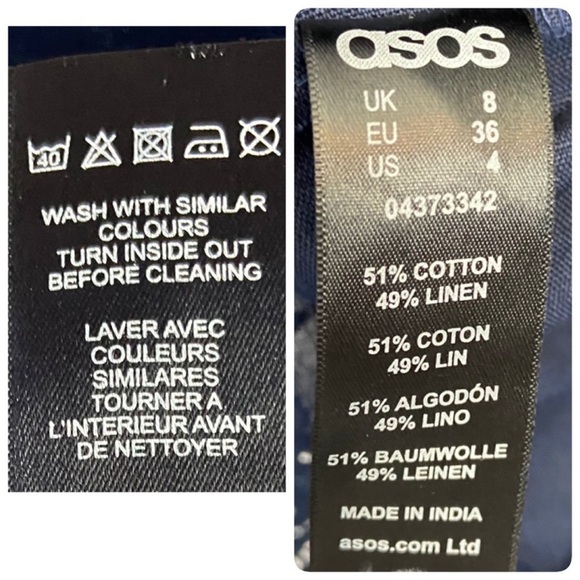 40
WASH WITH SIMILAR
COLOURS
TURN INSIDE OUT
BEFORE CLEANING
LAVER AVEC
COULEURS
SIMILARES
TOURNER A
L'INTERIEUR AVANT
DE NETTOYER
asos
UK 8
EU 36
US 4
04373342
51% COTTON
49% LINEN
51% COTON
49% LIN
51% ALGODÓN
49% LINO
51% BAUMWOLLE
49% LEINEN
MADE IN INDIA
asos.com Ltd